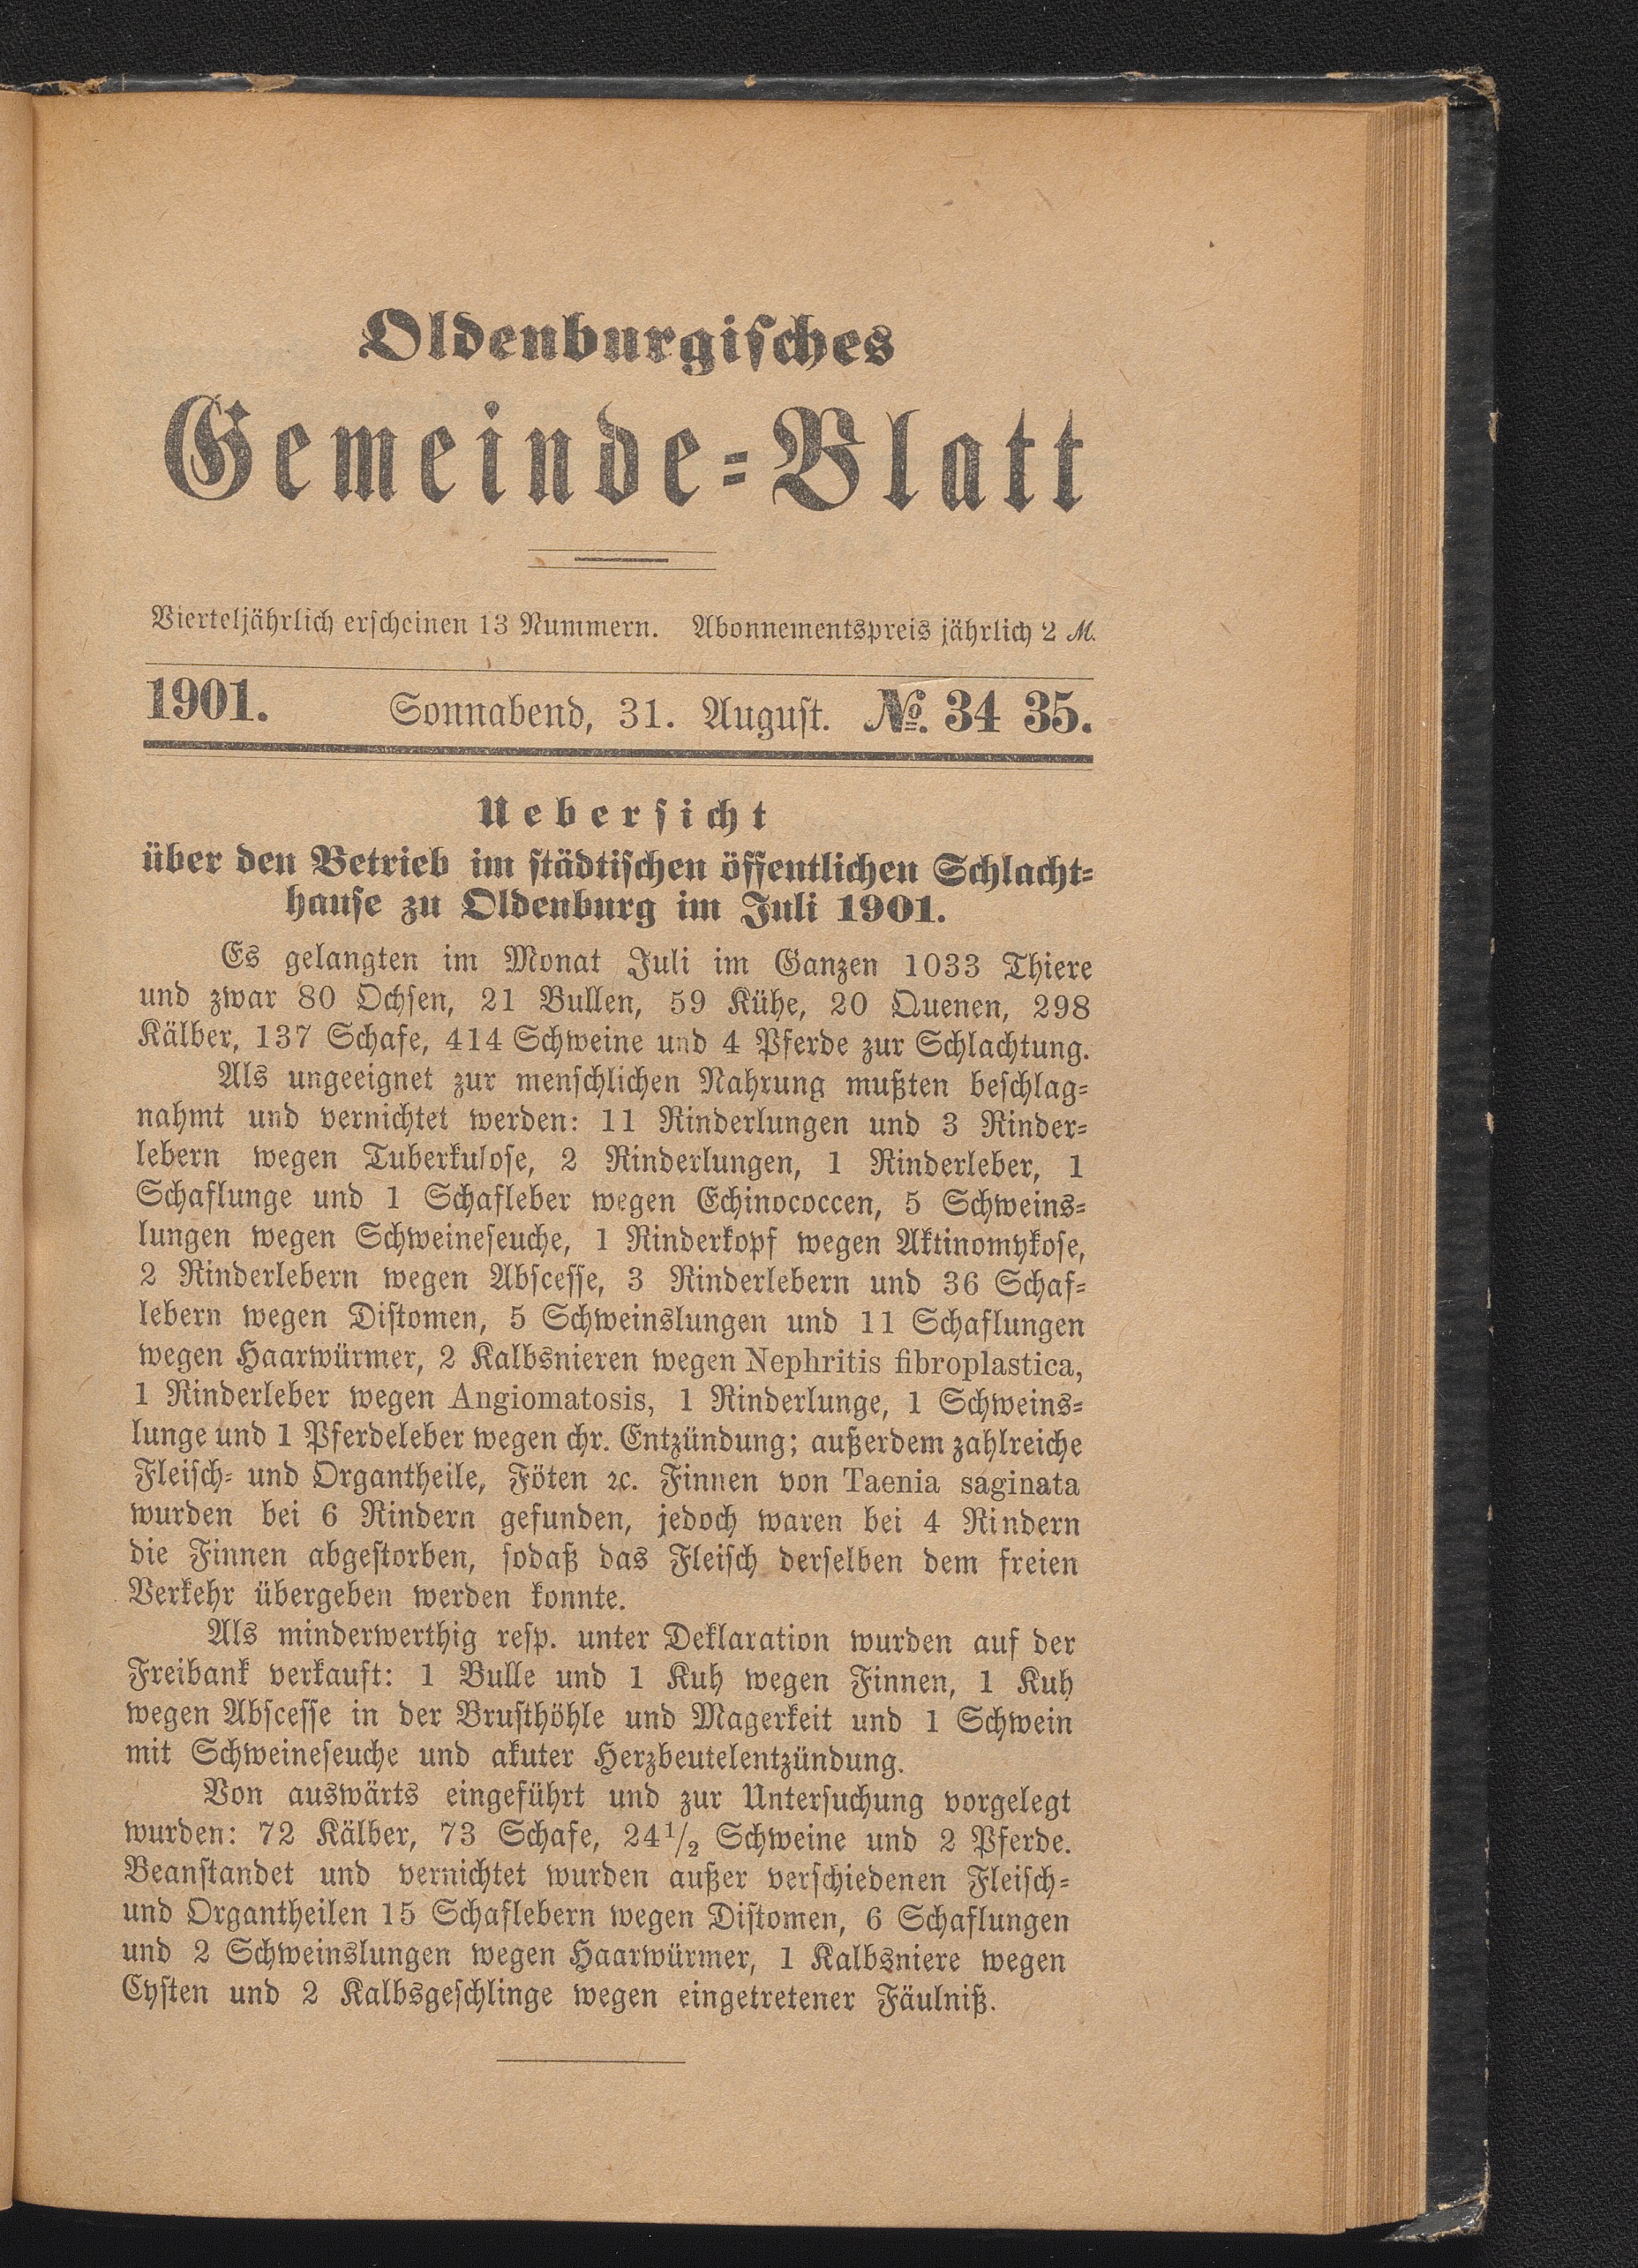 Oldenburgisches
Gemeinde-Blatt
Vierteljährlich erscheinen 13 Nummern. Abonnementspreis jährlich 2 ℳ.
1901. Sonnabend, 31. August. №. 34 35.
Uebersicht
über den Betrieb im städtischen öffentlichen Schlacht-
hause zu Oldenburg im Juli 1901.
Es gelangten im Monat Juli im Ganzen 1033 Thiere
und zwar 80 Ochsen, 21 Bullen, 59 Kühe, 20 Quenen, 298
Kälber, 137 Schafe, 414 Schweine und 4 Pferde zur Schlachtung.
Als ungeeignet zur menschlichen Nahrung mußten beschlag-
nahmt und vernichtet werden: 11 Rinderlungen und 3 Rinder-
lebern wegen Tuberkulose, 2 Rinderlungen, 1 Rinderleber, 1
Schaflunge und 1 Schafleber wegen Echinococcen, 5 Schweins-
lungen wegen Schweineseuche, 1 Rinderkopf wegen Aktinomykose,
2 Rinderlebern wegen Abscesse, 3 Rinderlebern und 36 Schaf-
lebern wegen Distomen, 5 Schweinslungen und 11 Schaflungen
wegen Haarwürmer, 2 Kalbsnieren wegen Nephritis fibroplastica,
1 Rinderleber wegen Angiomatosis, 1 Rinderlunge, 1 Schweins-
lunge und 1 Pferdeleber wegen chr. Entzündung; außerdem zahlreiche
Fleisch- und Organtheile, Föten ꝛc. Finnen von Taenia saginata
wurden bei 6 Rindern gefunden, jedoch waren bei 4 Rindern
die Finnen abgestorben, sodaß das Fleisch derselben dem freien
Verkehr übergeben werden konnte.
Als minderwerthig resp. unter Deklaration wurden auf der
Freibank verkauft: 1 Bulle und 1 Kuh wegen Finnen, 1 Kuh
wegen Abscesse in der Brusthöhle und Magerkeit und 1 Schwein
mit Schweineseuche und akuter Herzbeutelentzündung.
Von auswärts eingeführt und zur Untersuchung vorgelegt
wurden: 72 Kälber, 73 Schafe, 24¹/₂ Schweine und 2 Pferde.
Beanstandet und vernichtet wurden außer verschiedenen Fleisch-
und Organtheilen 15 Schaflebern wegen Distomen, 6 Schaflungen
und 2 Schweinslungen wegen Haarwürmer, 1 Kalbsniere wegen
Cysten und 2 Kalbsgeschlinge wegen eingetretener Fäulniß.